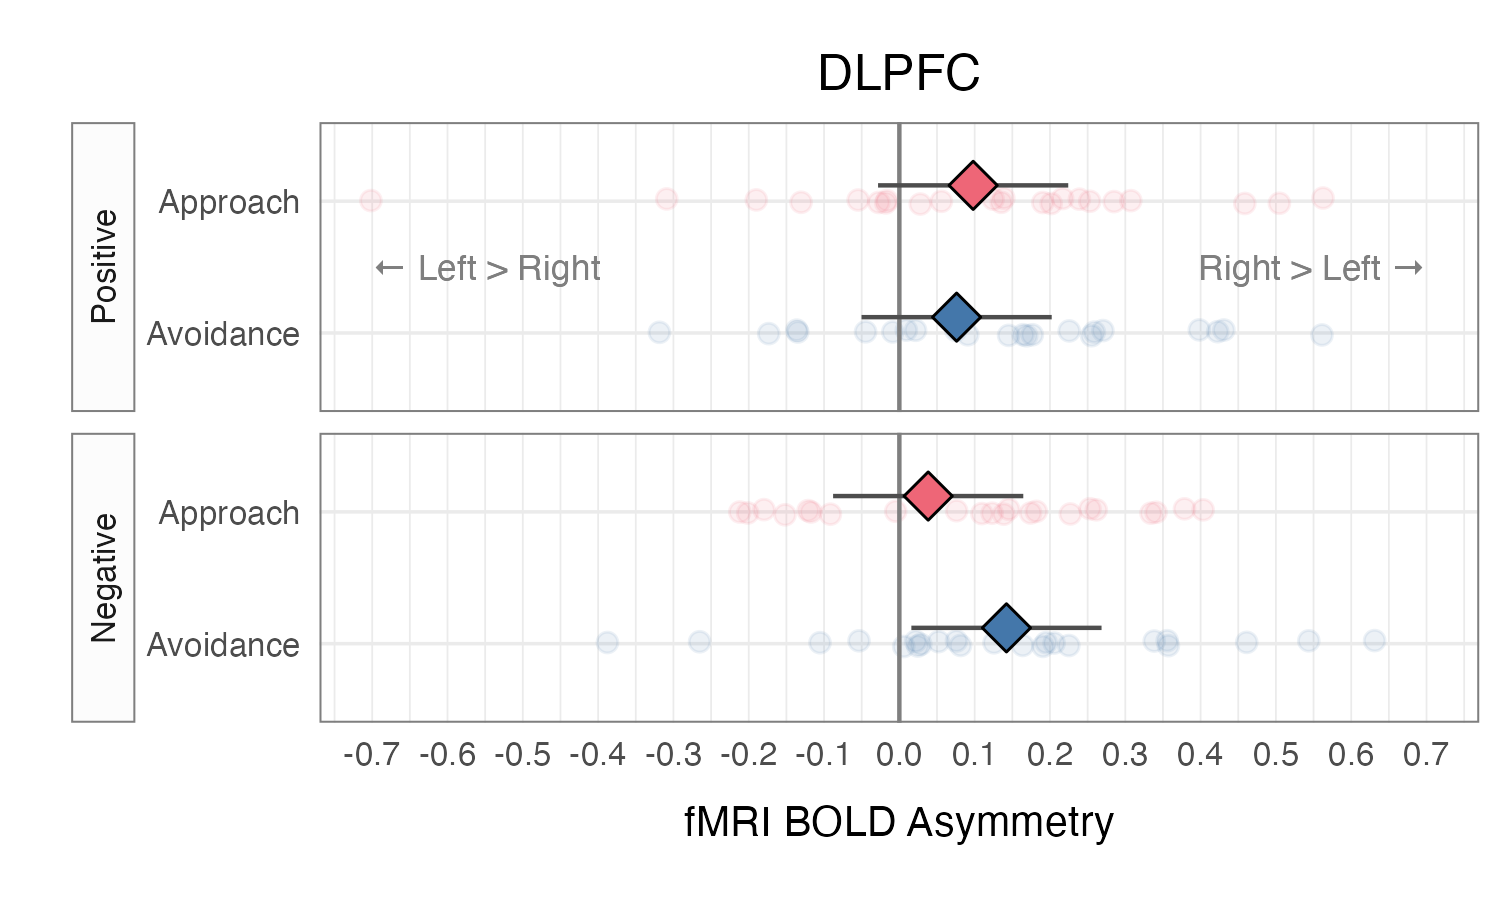 DLPFC
Positive
Approach
← Left > Right
Right > Left →
Avoidance
Negative
Approach
Avoidance
-0.7 -0.6 -0.5 -0.4 -0.3 -0.2 -0.1 0.0 0.1 0.2 0.3 0.4 0.5 0.6 0.7
fMRI BOLD Asymmetry